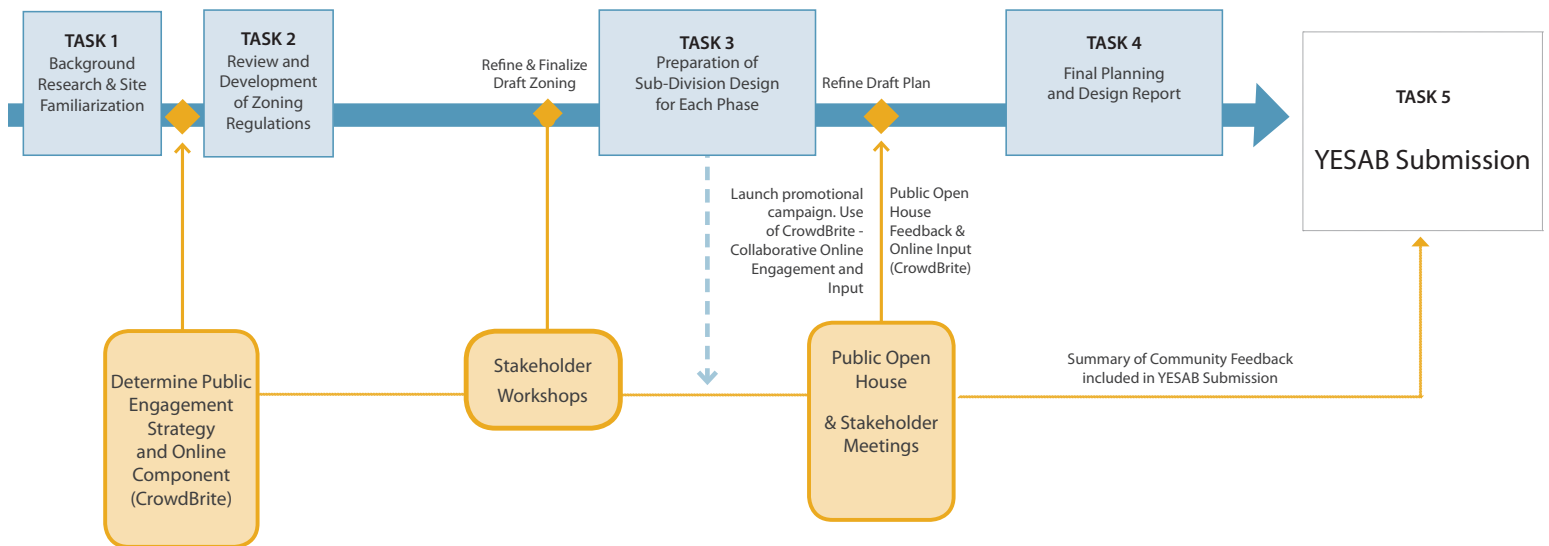 TASK 1
Background
Research & Site
Familiarization
TASK 2
Review and
Development
of Zoning
Regulations
Refine & Finalize
Draft Zoning
TASK 3
Preparation of
Sub-Division Design
for Each Phase
Refine Draft Plan
TASK 4
Final Planning
and Design Report
TASK 5
YESAB Submission
Launch promotional
campaign. Use
of CrowdBrite -
Collaborative Online
Engagement and
Input
Public Open
House
Feedback &
Online Input
(CrowdBrite)
Determine Public
Engagement
Strategy
and Online
Component
(CrowdBrite)
Stakeholder
Workshops
Public Open
House
& Stakeholder
Meetings
Summary of Community Feedback
included in YESAB Submission